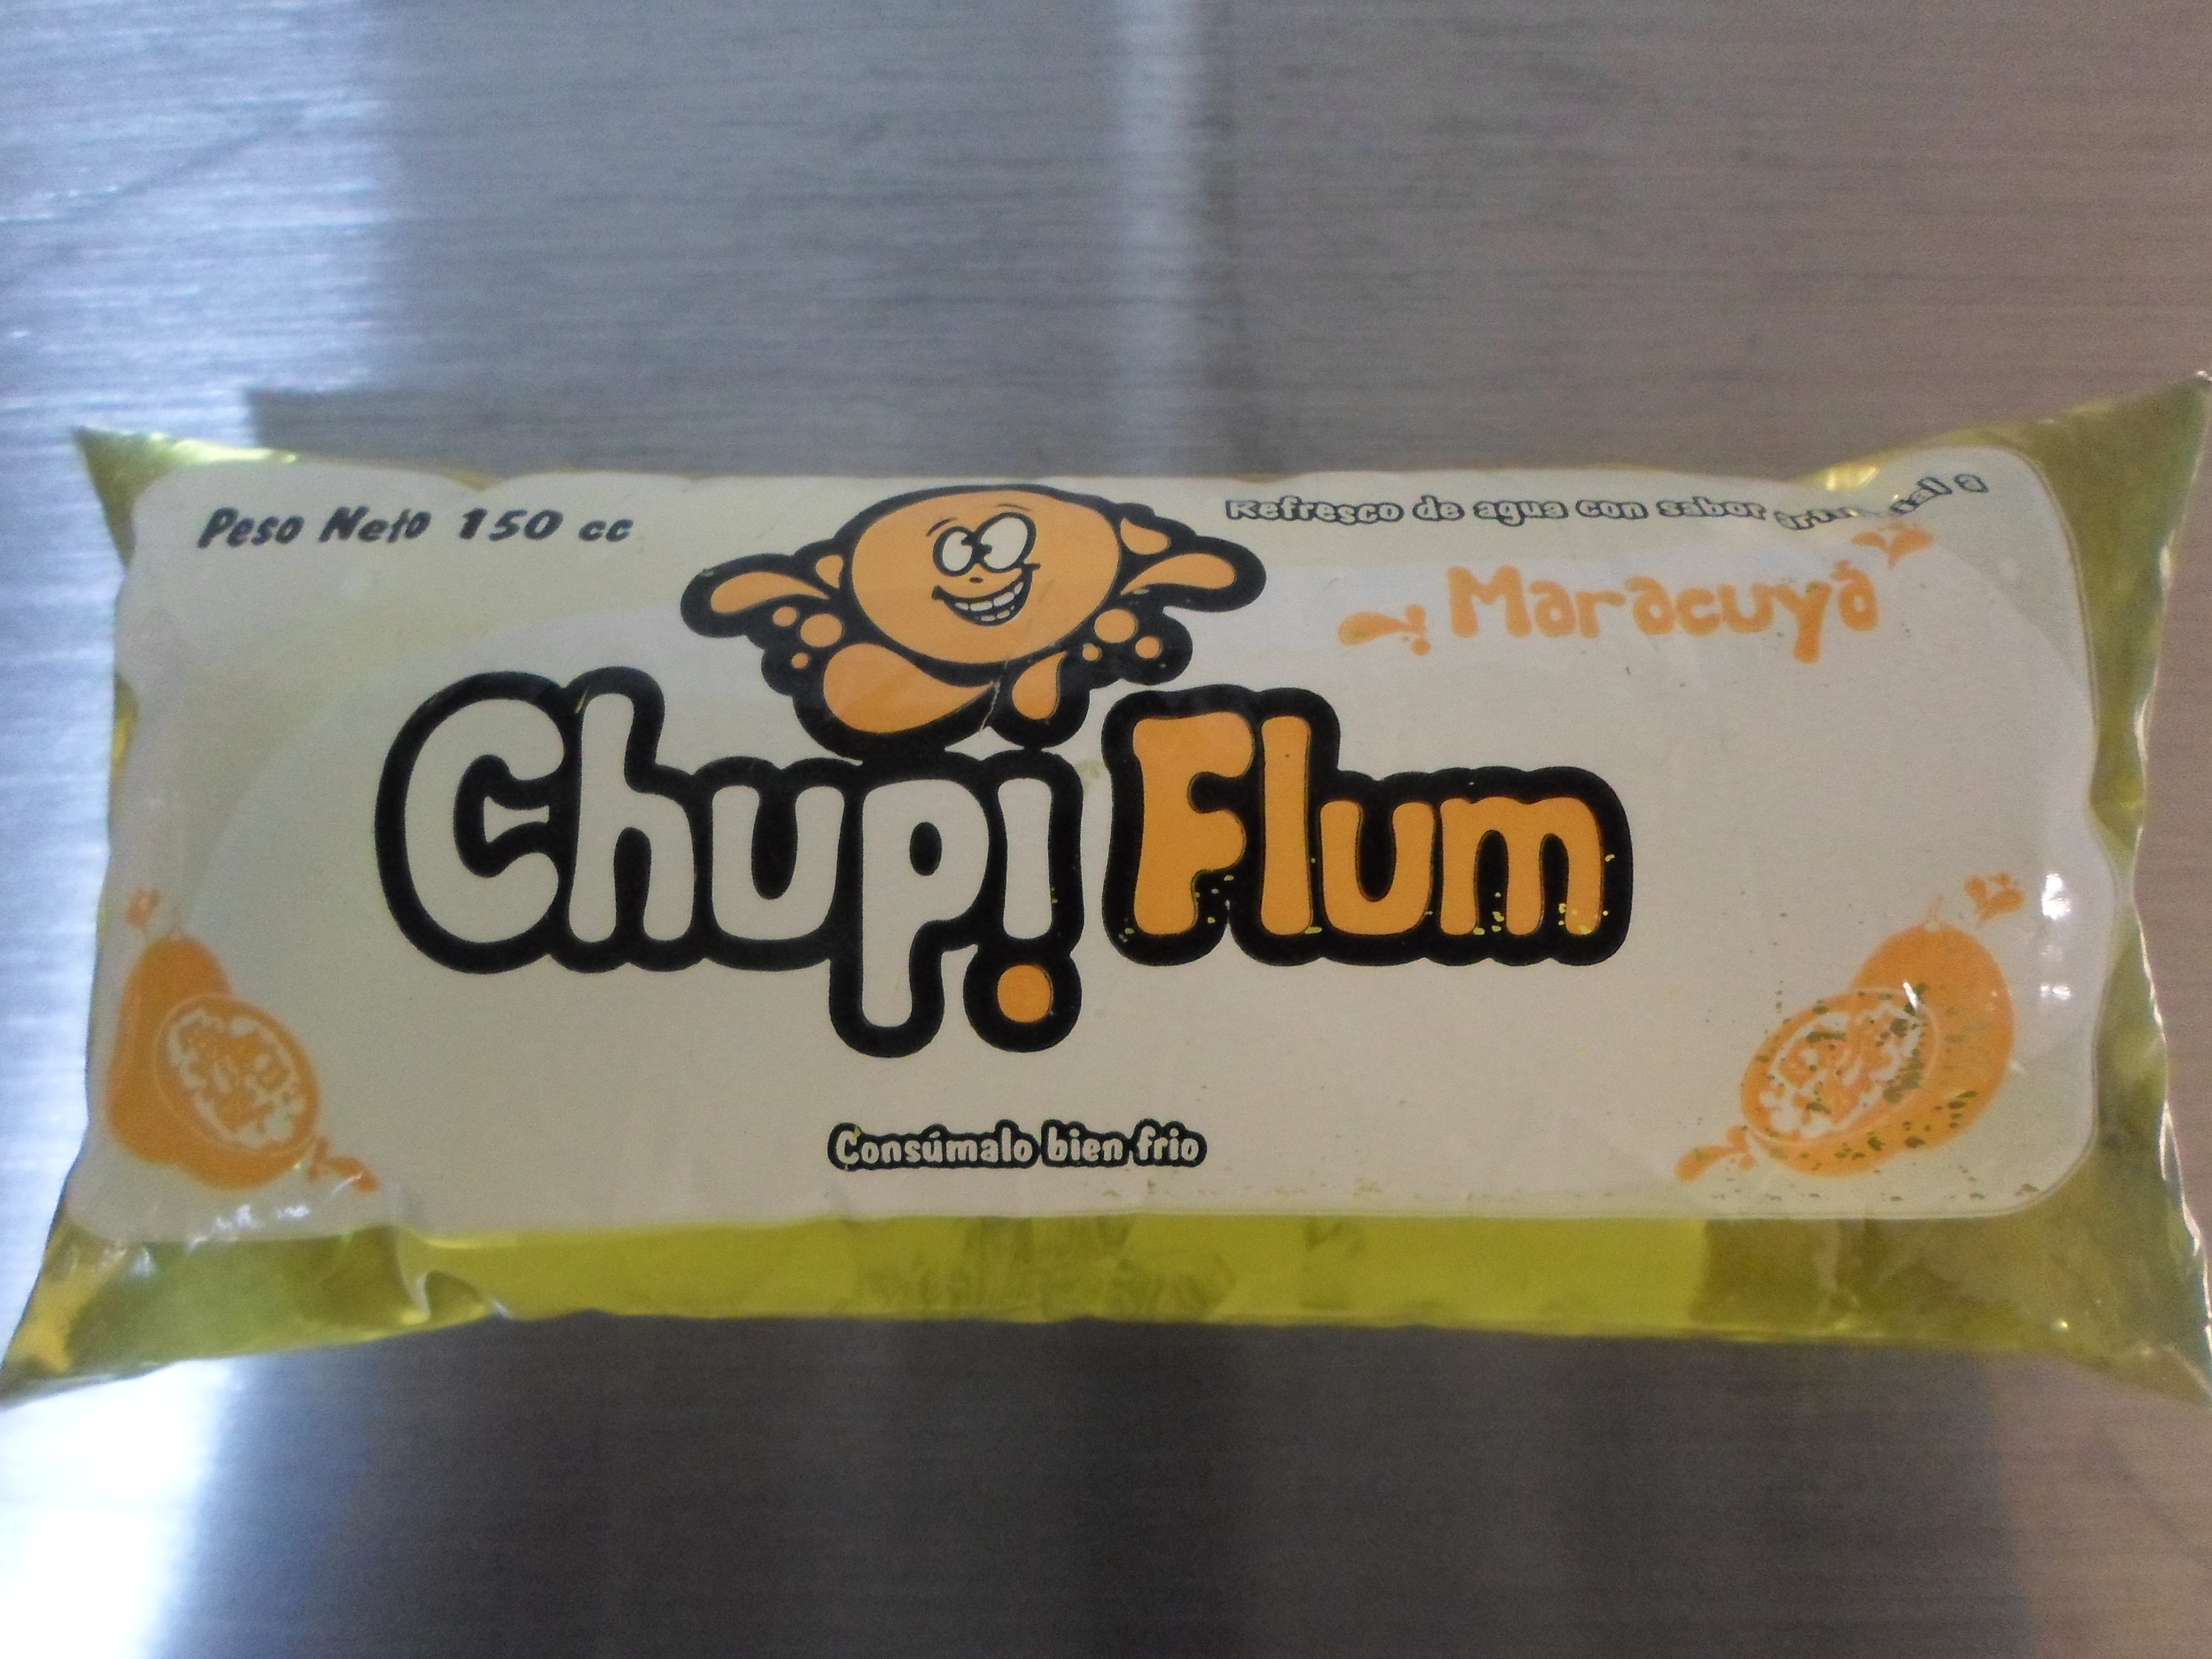 Peso Neto 150 cc
Refresco de agua con sabor a
Maracuyá
Chupi Flum
Consúmalo bien frio